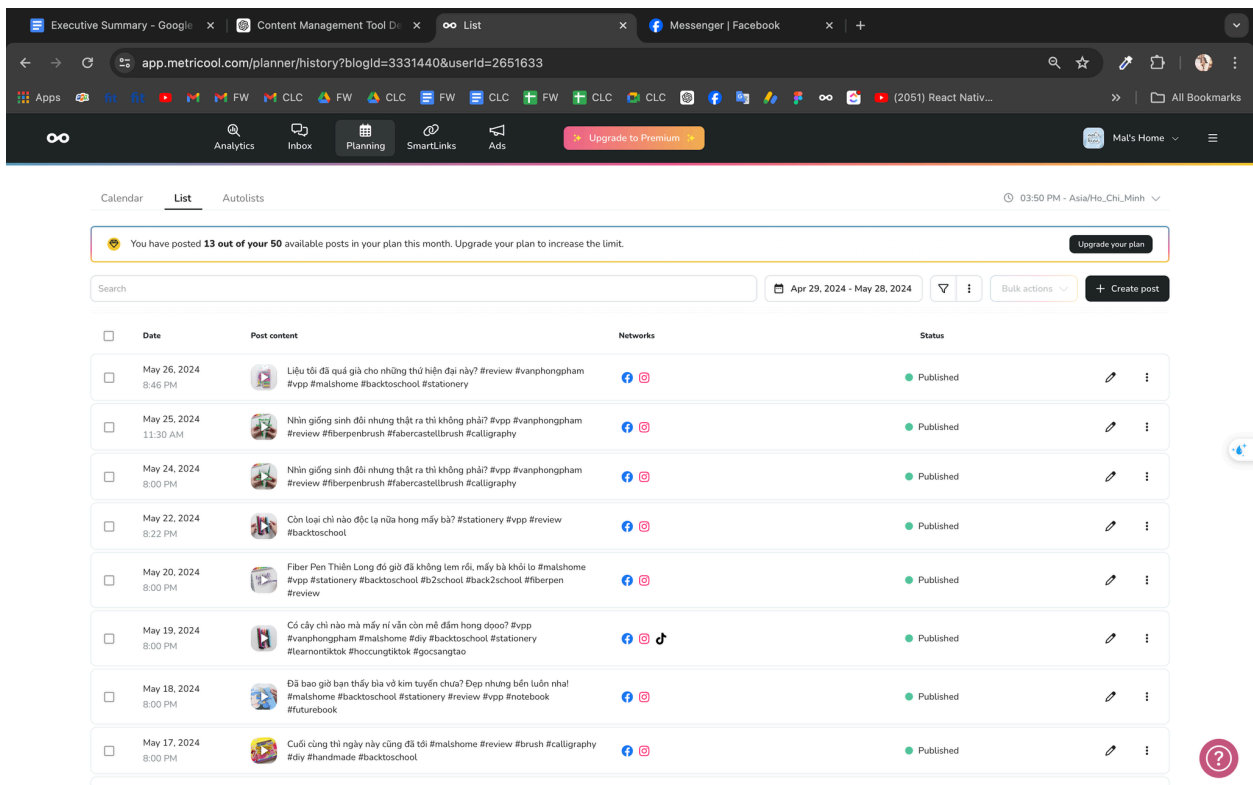 Executive Summary - Google
Content Management Tool De
List
Messenger | Facebook
app.metricool.com/planner/history?blogId=3331440&userId=2651633
Apps
FW
CLC
FW
CLC
FW
CLC
FW
CLC
CLC
(2051) React Nativ...
All Bookmarks
Analytics
Inbox
Planning
SmartLinks
Ads
Upgrade to Premium
Mal's Home
Calendar
List
Autolists
03:50 PM - Asia/Ho_Chi_Minh
You have posted 13 out of your 50 available posts in your plan this month. Upgrade your plan to increase the limit.
Upgrade your plan
Search
Apr 29, 2024 - May 28, 2024
Bulk actions
+ Create post
Date
Post content
Networks
Status
May 26, 2024
8:46 PM
Liệu tôi đã quá già cho những thứ hiện đại này? #review #vanphongpham
#vpp #malshome #backtoschool #stationery
Published
May 25, 2024
11:30 AM
Nhìn giống sinh đôi nhưng thật ra thì không phải? #vpp #vanphongpham
#review #fiberpenbrush #fabercastellbrush #calligraphy
Published
May 24, 2024
8:00 PM
Nhìn giống sinh đôi nhưng thật ra thì không phải? #vpp #vanphongpham
#review #fiberpenbrush #fabercastellbrush #calligraphy
Published
May 22, 2024
8:22 PM
Còn loại chì nào độc lạ nữa hong mấy bà? #stationery #vpp #review
#backtoschool
Published
May 20, 2024
8:00 PM
Fiber Pen Thiên Long đó giờ đã không lem rồi, mấy bà khỏi lo #malshome
#vpp #stationery #backtoschool #b2school #back2school #fiberpen
#review
Published
May 19, 2024
8:00 PM
Có cây chì nào mà mấy ní vẫn còn mê đắm hong dọoo? #vpp
#vanphongpham #malshome #diy #backtoschool #stationery
#learnontiktok #hoccungtiktok #gocsangtao
Published
May 18, 2024
8:00 PM
Đã bao giờ bạn thấy bìa vở kim tuyến chưa? Đẹp nhưng bền luôn nha!
#malshome #backtoschool #stationery #review #vpp #notebook
#futurebook
Published
May 17, 2024
8:00 PM
Cuối cùng thì ngày này cũng đã tới #malshome #review #brush #calligraphy
#diy #handmade #backtoschool
Published